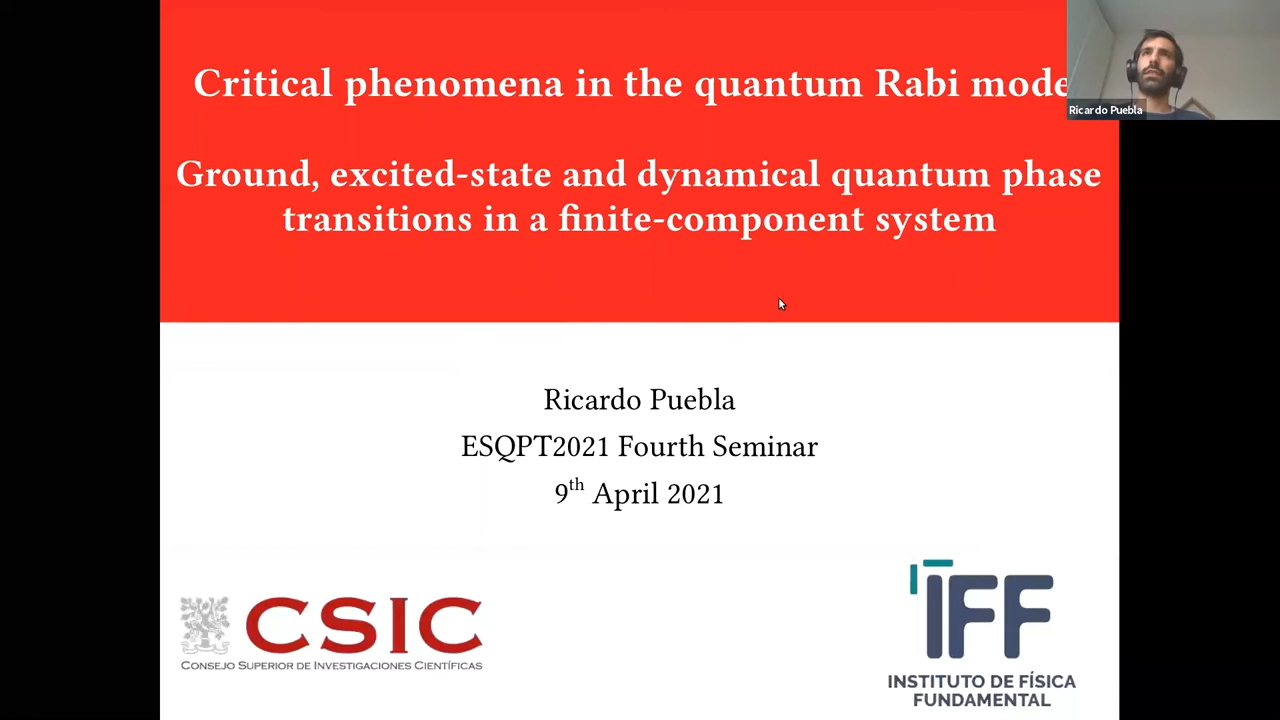 Critical phenomena in the quantum Rabi mode
Ricardo Puebla
Ground, excited-state and dynamical quantum phase
transitions in a finite-component system
Ricardo Puebla
ESQPT2021 Fourth Seminar
9th April 2021
CSIC
CONSEJO SUPERIOR DE INVESTIGACIONES CIENTÍFICAS
IFF
INSTITUTO DE FÍSICA
FUNDAMENTAL